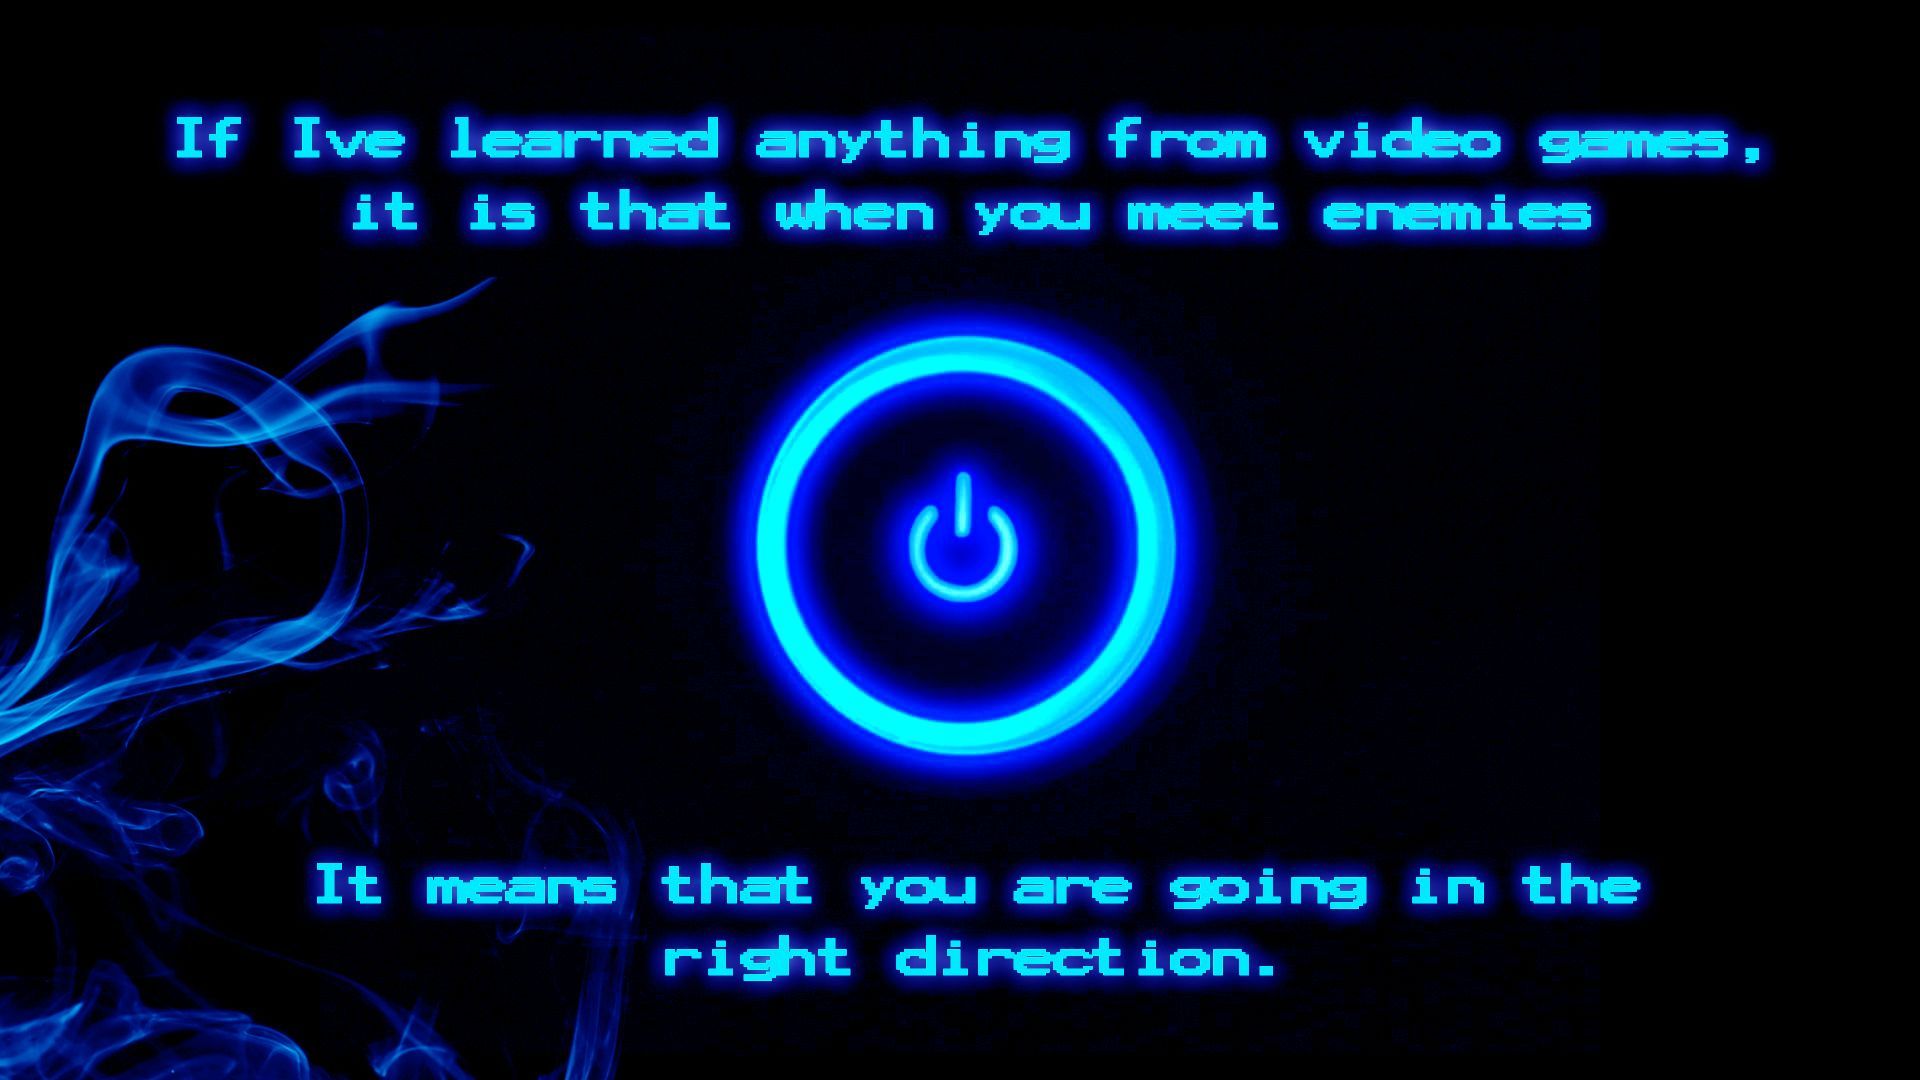 If Ive learned anything from video games,
it is that when you meet enemies
It means that you are going in the
right direction.